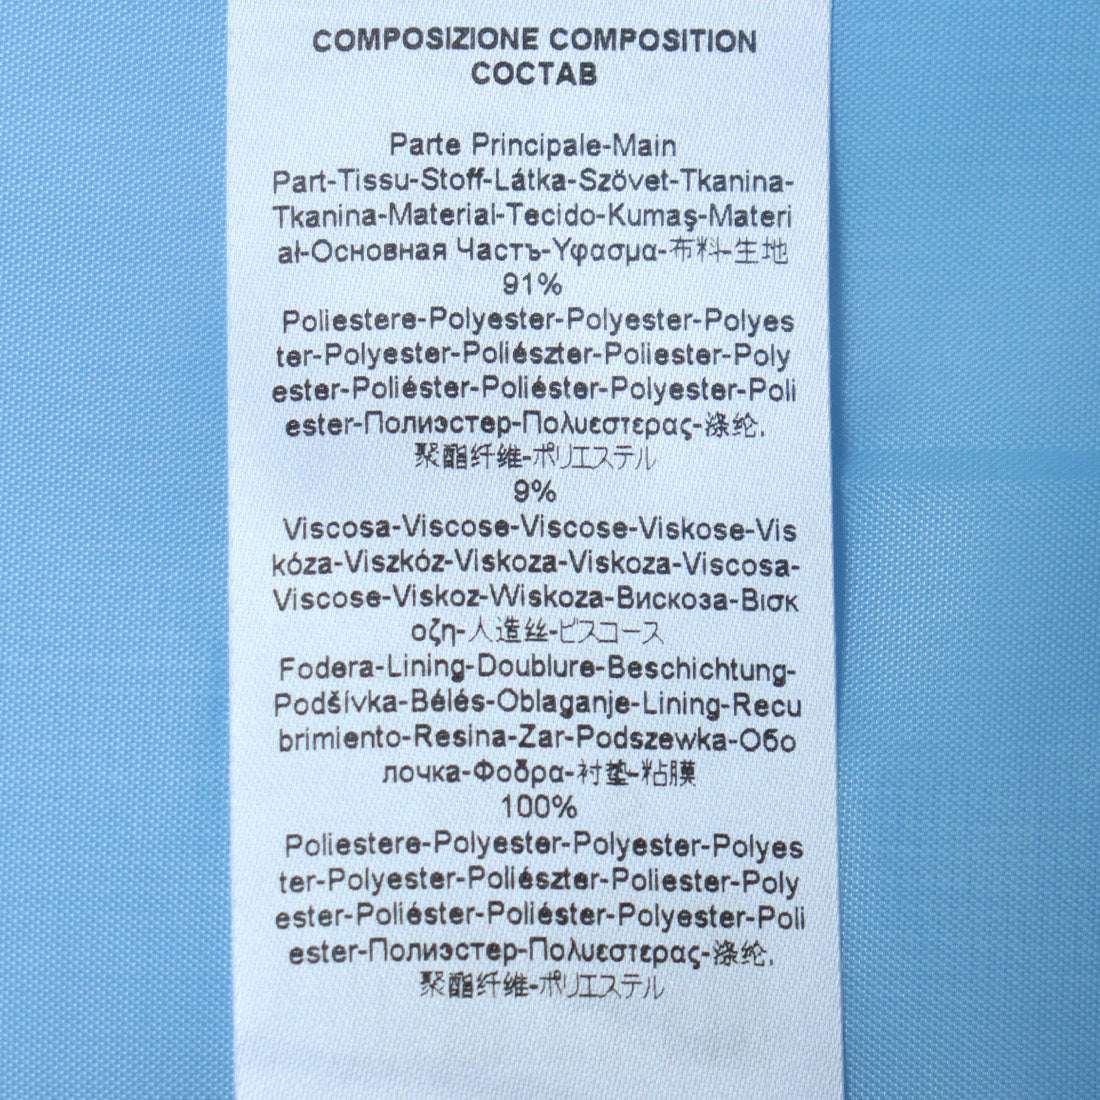 COMPOSIZIONE COMPOSITION
СОСТАВ
Parte Principale-Main
Part-Tissu-Stoff-Látka-Szövet-Tkanina-
Tkanina-Material-Tecido-Kumaş-Materi
ał-Основная Частъ-Υφασμα-布料-生地
91%
Poliestere-Polyester-Polyester-Polyes
ter-Polyester-Poliészter-Poliester-Poly
ester-Poliéster-Poliéster-Polyester-Poli
ester-Полиэстер-Πολυεστερας-涤纶,
聚酯纤维-ポリエステル
9%
Viscosa-Viscose-Viscose-Viskose-Vis
kóza-Viszkóz-Viskoza-Viskoza-Viscosa-
Viscose-Viskoz-Wiskoza-Вискоза-Βισκ
οζη-人造丝-ビスコース
Fodera-Lining-Doublure-Beschichtung-
Podšívka-Bélés-Oblaganje-Lining-Recu
brimiento-Resina-Zar-Podszewka-Обо
лочка-Φοδρα-衬垫-粘膜
100%
Poliestere-Polyester-Polyester-Polyes
ter-Polyester-Poliészter-Poliester-Poly
ester-Poliéster-Poliéster-Polyester-Poli
ester-Полиэстер-Πολυεστερας-涤纶,
聚酯纤维-ポリエステル